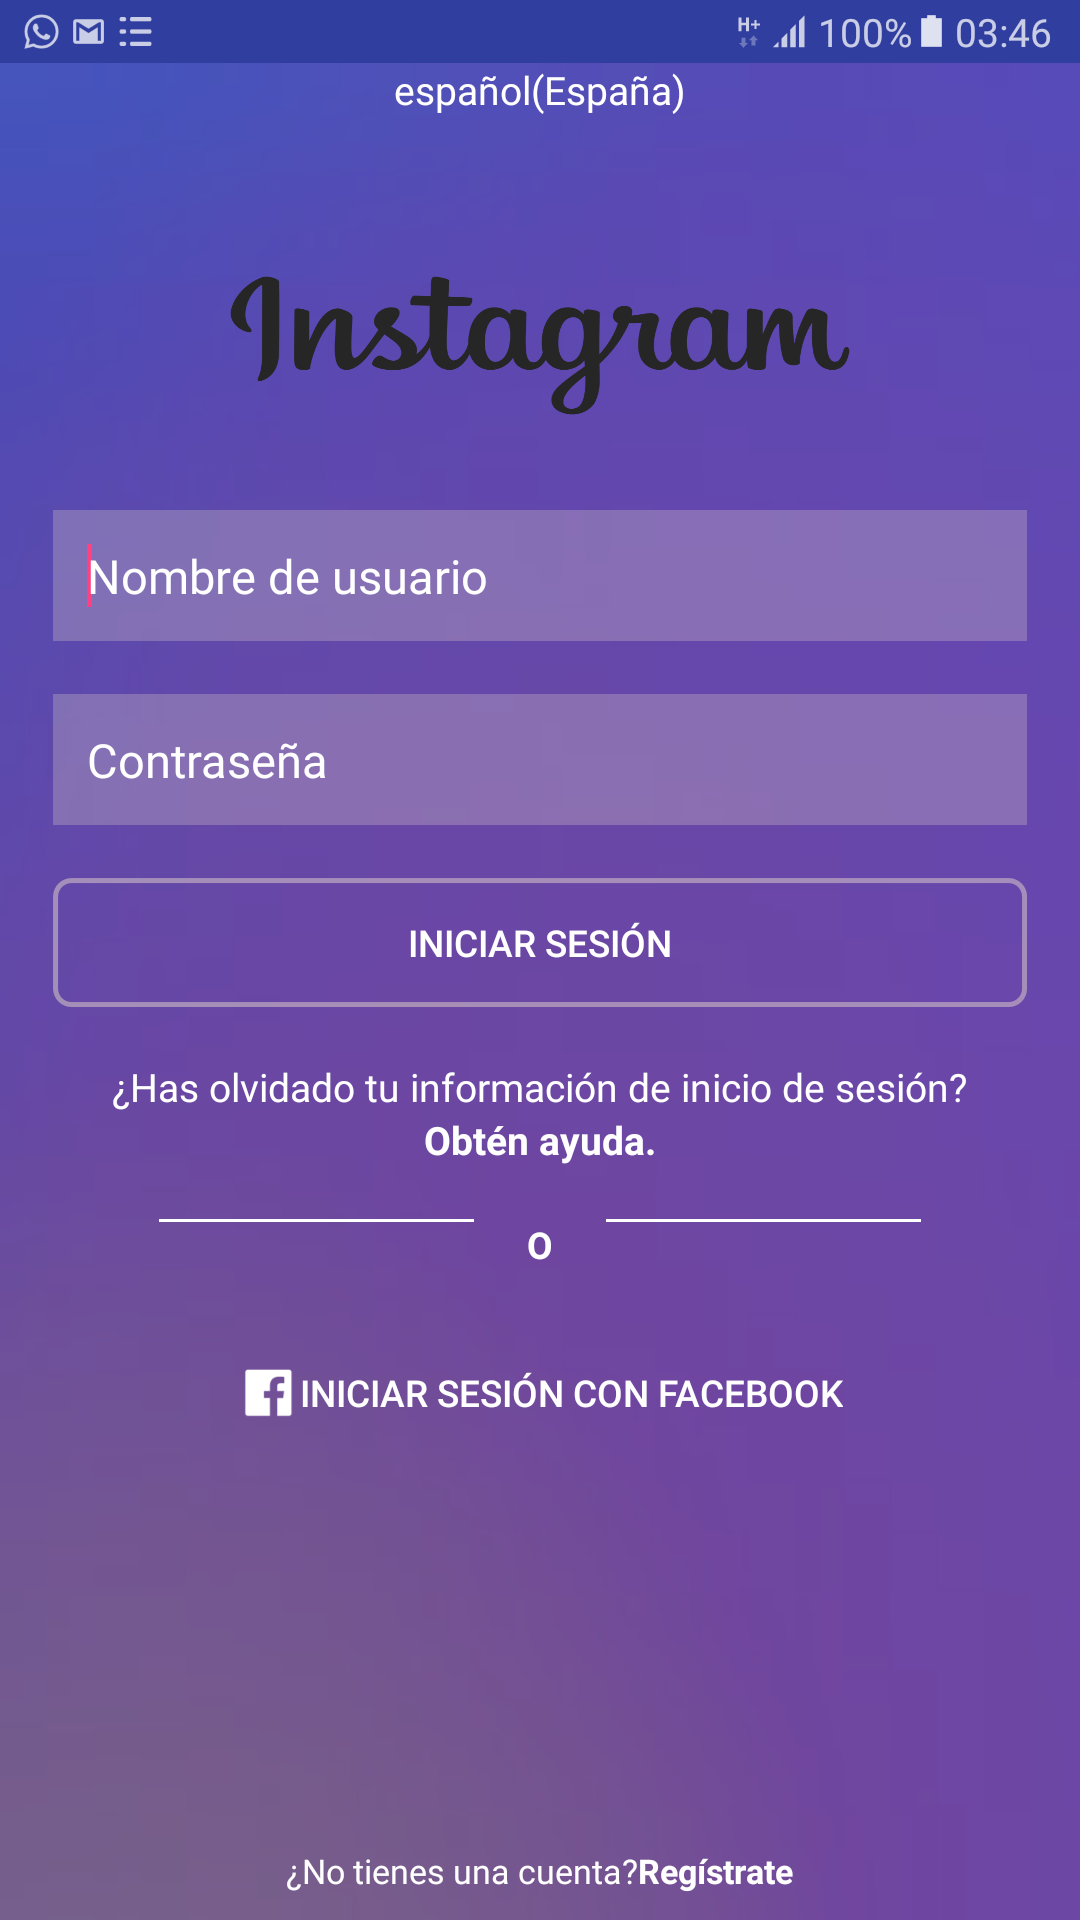 H+ 100% 03:46
español(España)
Instagram
Nombre de usuario
Contraseña
INICIAR SESIÓN
¿Has olvidado tu información de inicio de sesión?
Obtén ayuda.
O
INICIAR SESIÓN CON FACEBOOK
¿No tienes una cuenta?Regístrate